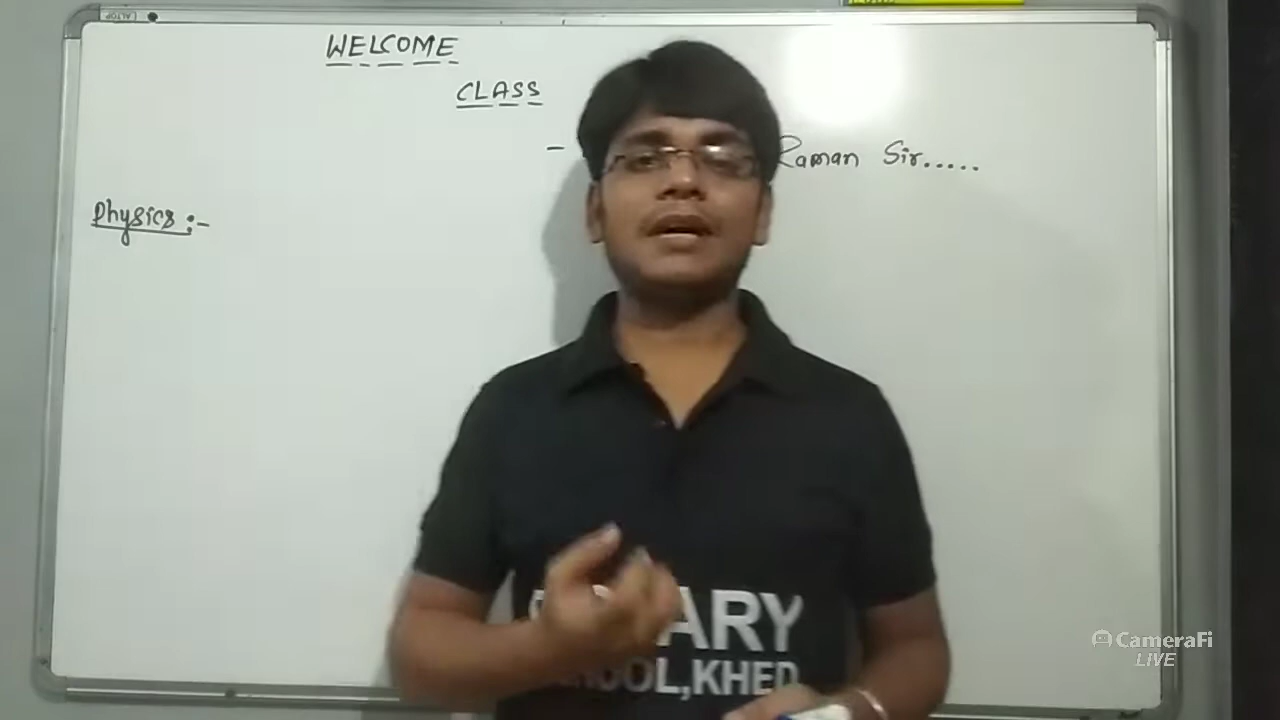 WELCOME
CLASS
- Raman Sir.....
Physics :-
ARY
OOL,KHED
CameraFi
LIVE